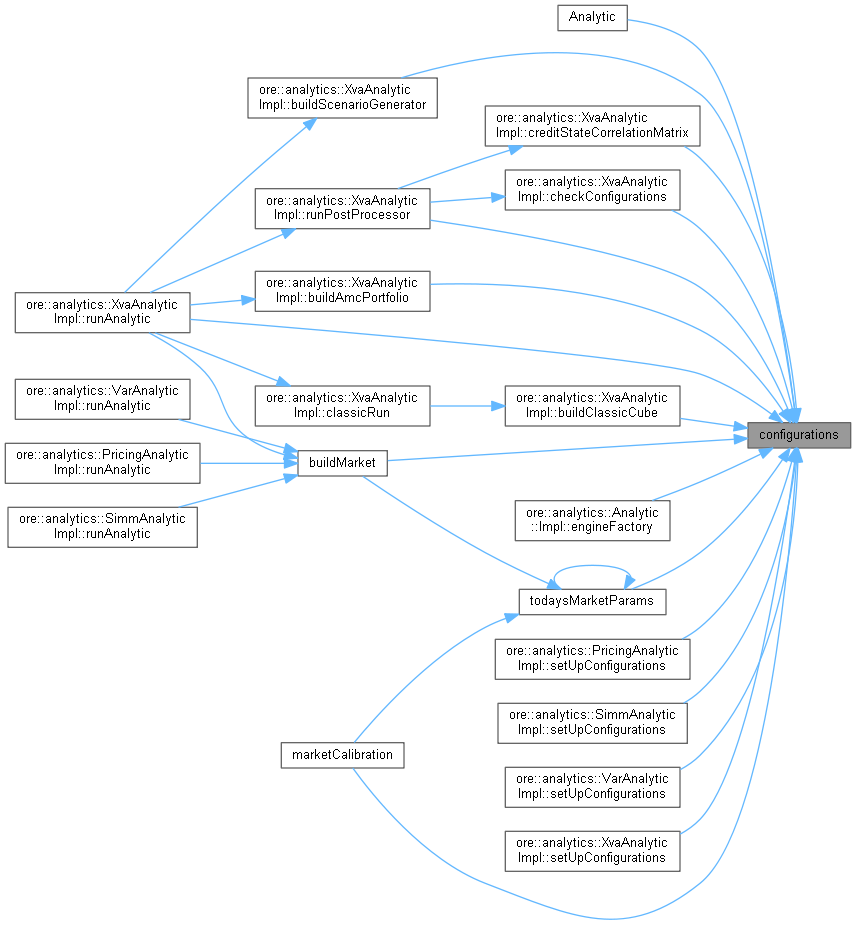 Analytic
ore::analytics::XvaAnalytic
Impl::buildScenarioGenerator
ore::analytics::XvaAnalytic
Impl::creditStateCorrelationMatrix
ore::analytics::XvaAnalytic
Impl::checkConfigurations
ore::analytics::XvaAnalytic
Impl::runPostProcessor
ore::analytics::XvaAnalytic
Impl::buildAmcPortfolio
ore::analytics::XvaAnalytic
Impl::runAnalytic
ore::analytics::VarAnalytic
Impl::runAnalytic
ore::analytics::XvaAnalytic
Impl::classicRun
ore::analytics::XvaAnalytic
Impl::buildClassicCube
configurations
ore::analytics::PricingAnalytic
Impl::runAnalytic
buildMarket
ore::analytics::SimmAnalytic
Impl::runAnalytic
ore::analytics::Analytic
::Impl::engineFactory
todaysMarketParams
ore::analytics::PricingAnalytic
Impl::setUpConfigurations
ore::analytics::SimmAnalytic
Impl::setUpConfigurations
marketCalibration
ore::analytics::VarAnalytic
Impl::setUpConfigurations
ore::analytics::XvaAnalytic
Impl::setUpConfigurations